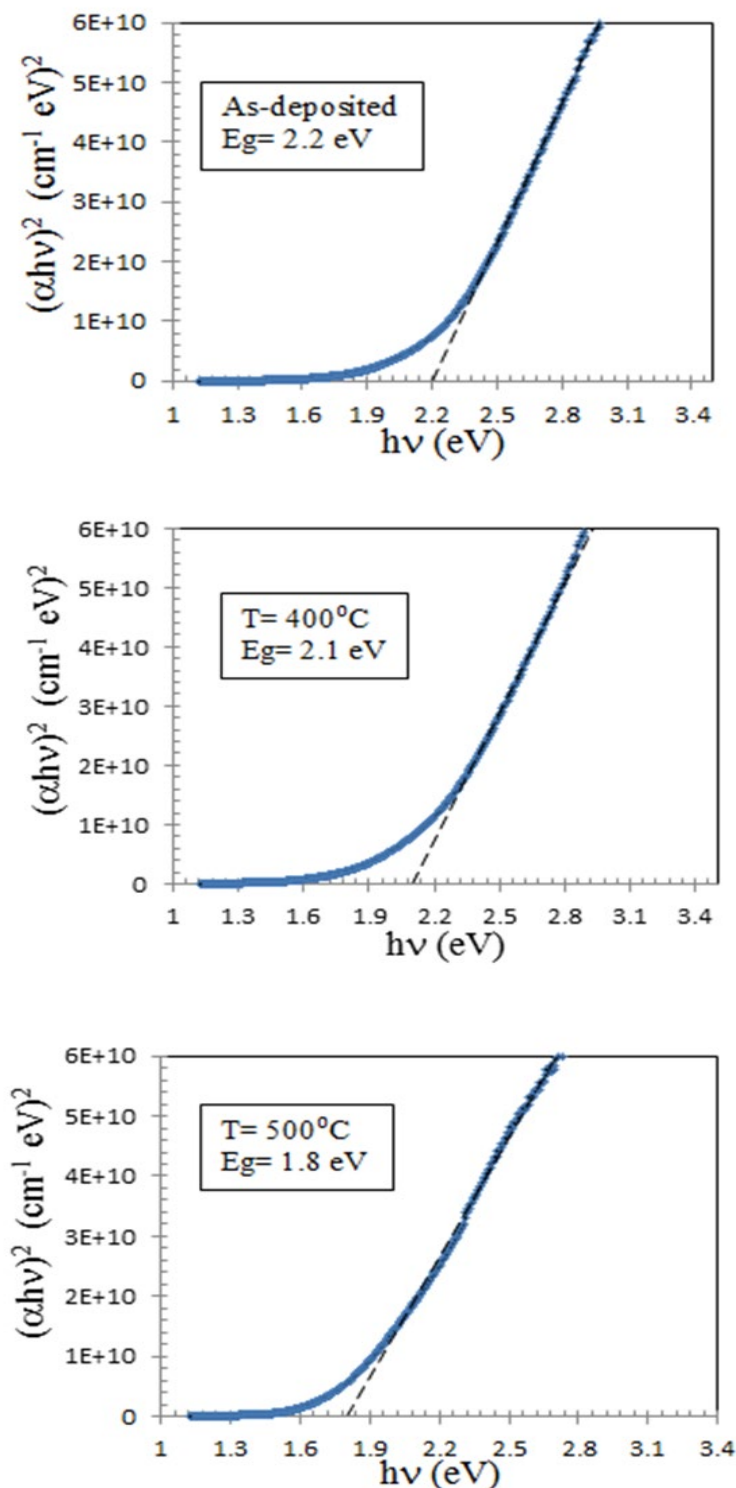 6E+10
5E+10
4E+10
3E+10
2E+10
1E+10
0
(αhν)² (cm⁻¹ eV)²
As-deposited
Eg= 2.2 eV
1 1.3 1.6 1.9 2.2 2.5 2.8 3.1 3.4
hν (eV)
6E+10
5E+10
4E+10
3E+10
2E+10
1E+10
0
(αhν)² (cm⁻¹ eV)²
T= 400°C
Eg= 2.1 eV
1 1.3 1.6 1.9 2.2 2.5 2.8 3.1 3.4
hν (eV)
6E+10
5E+10
4E+10
3E+10
2E+10
1E+10
0
(αhν)² (cm⁻¹ eV)²
T= 500°C
Eg= 1.8 eV
1 1.3 1.6 1.9 2.2 2.5 2.8 3.1 3.4
hν (eV)